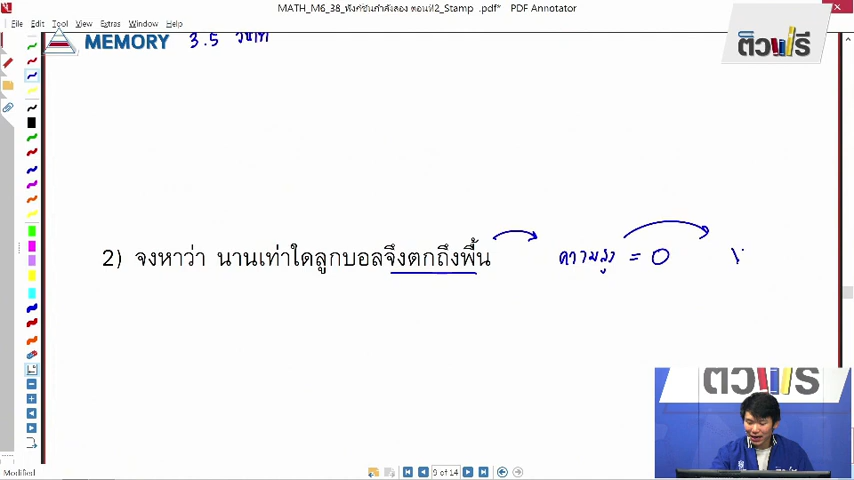 MATH_M6_38_ฟังก์ชันกำลังสอง ตอนที่2_Stamp .pdf* PDF Annotator
File Edit Tool View Extras Window Help
MEMORY 3.5 วินาที
ติวฟรี
2) จงหาว่า นานเท่าใดลูกบอลจึงตกถึงพื้น ความสูง = 0
ติวฟรี
Modified 9 of 14